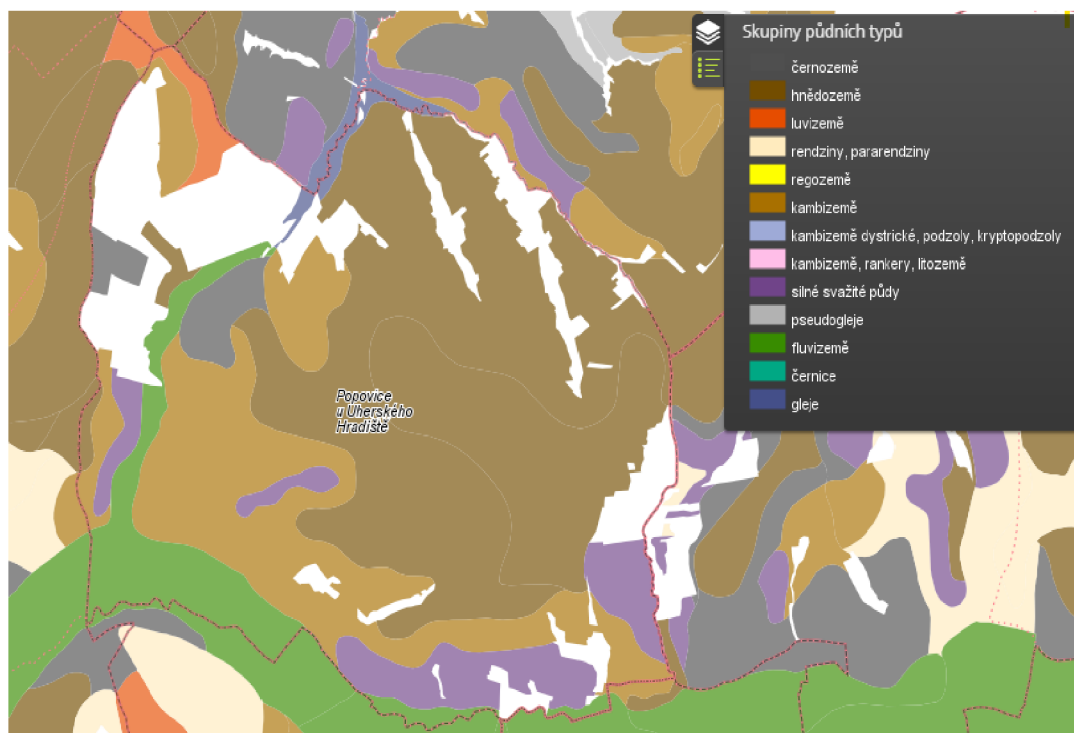 Skupiny půdních typů
černozemě
hnědozemě
luvizemě
rendziny, pararendziny
regozemě
kambizemě
kambizemě dystrické, podzoly, kryptopodzoly
kambizemě, rankery, litozemě
silně svažité půdy
pseudogleje
fluvizemě
černice
gleje
Popovice
u Uherského
Hradiště